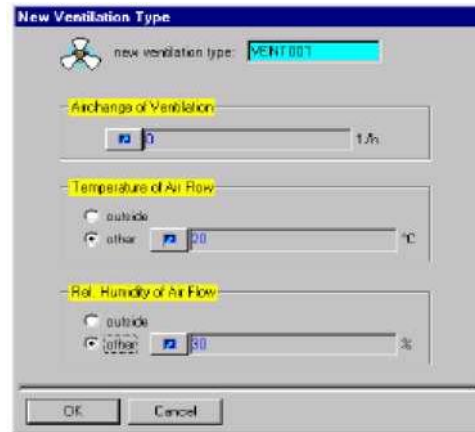 New Ventilation Type
new ventilation type: VENT001
Airchange of Ventilation
0 1/h
Temperature of Air Flow
outside
other 20 °C
Rel. Humidity of Air Flow
outside
other %
OK Cancel